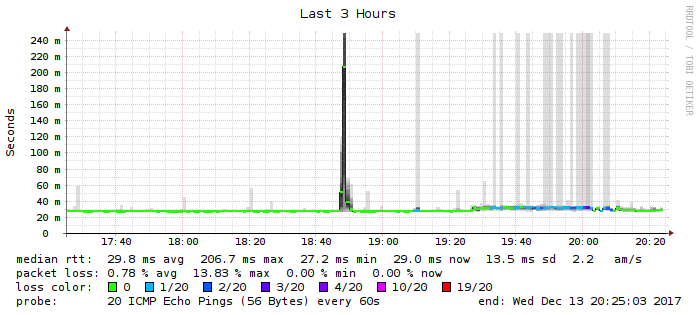 Last 3 Hours
RRDTOOL / TOBI OETIKER
Seconds
240 m
220 m
200 m
180 m
160 m
140 m
120 m
100 m
80 m
60 m
40 m
20 m
0
17:40 18:00 18:20 18:40 19:00 19:20 19:40 20:00 20:20
median rtt: 29.8 ms avg 206.7 ms max 27.2 ms min 29.0 ms now 13.5 ms sd 2.2 am/s
packet loss: 0.78 % avg 13.83 % max 0.00 % min 0.00 % now
loss color: 0 1/20 2/20 3/20 4/20 10/20 19/20
probe: 20 ICMP Echo Pings (56 Bytes) every 60s end: Wed Dec 13 20:25:03 2017